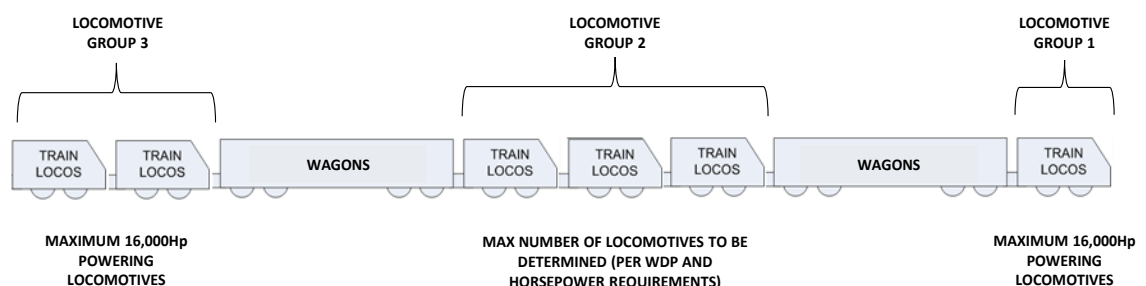 LOCOMOTIVE
GROUP 3
LOCOMOTIVE
GROUP 2
LOCOMOTIVE
GROUP 1
TRAIN
LOCOS
TRAIN
LOCOS
WAGONS
TRAIN
LOCOS
TRAIN
LOCOS
TRAIN
LOCOS
WAGONS
TRAIN
LOCOS
MAXIMUM 16,000Hp
POWERING
LOCOMOTIVES
MAX NUMBER OF LOCOMOTIVES TO BE
DETERMINED (PER WDP AND
HORSEPOWER REQUIREMENTS)
MAXIMUM 16,000Hp
POWERING
LOCOMOTIVES